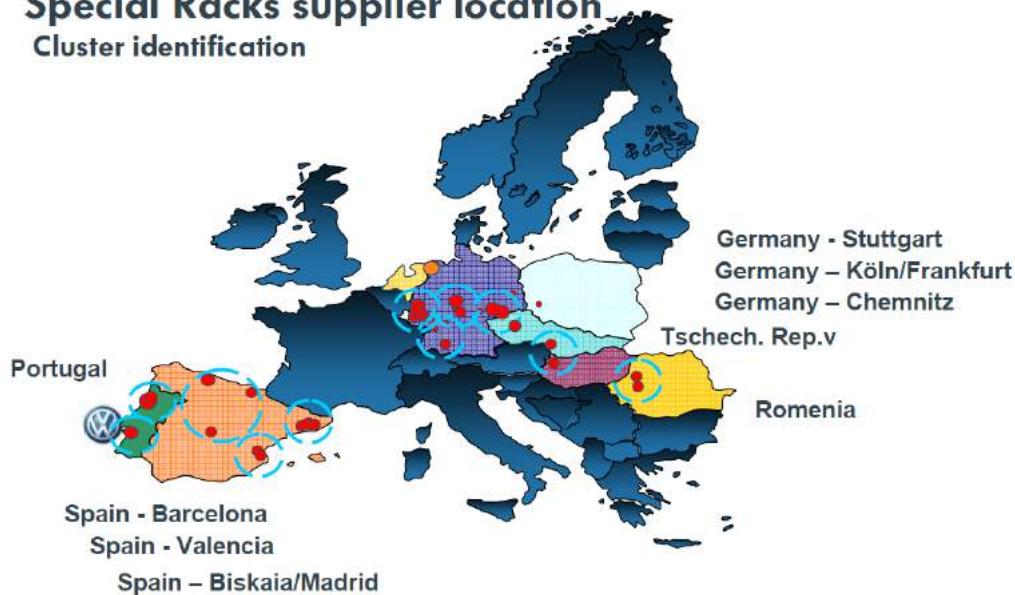 Special Racks supplier location
Cluster identification
Germany - Stuttgart
Germany – Köln/Frankfurt
Germany – Chemnitz
Tschech. Rep.v
Portugal
Romenia
Spain - Barcelona
Spain - Valencia
Spain – Biskaia/Madrid